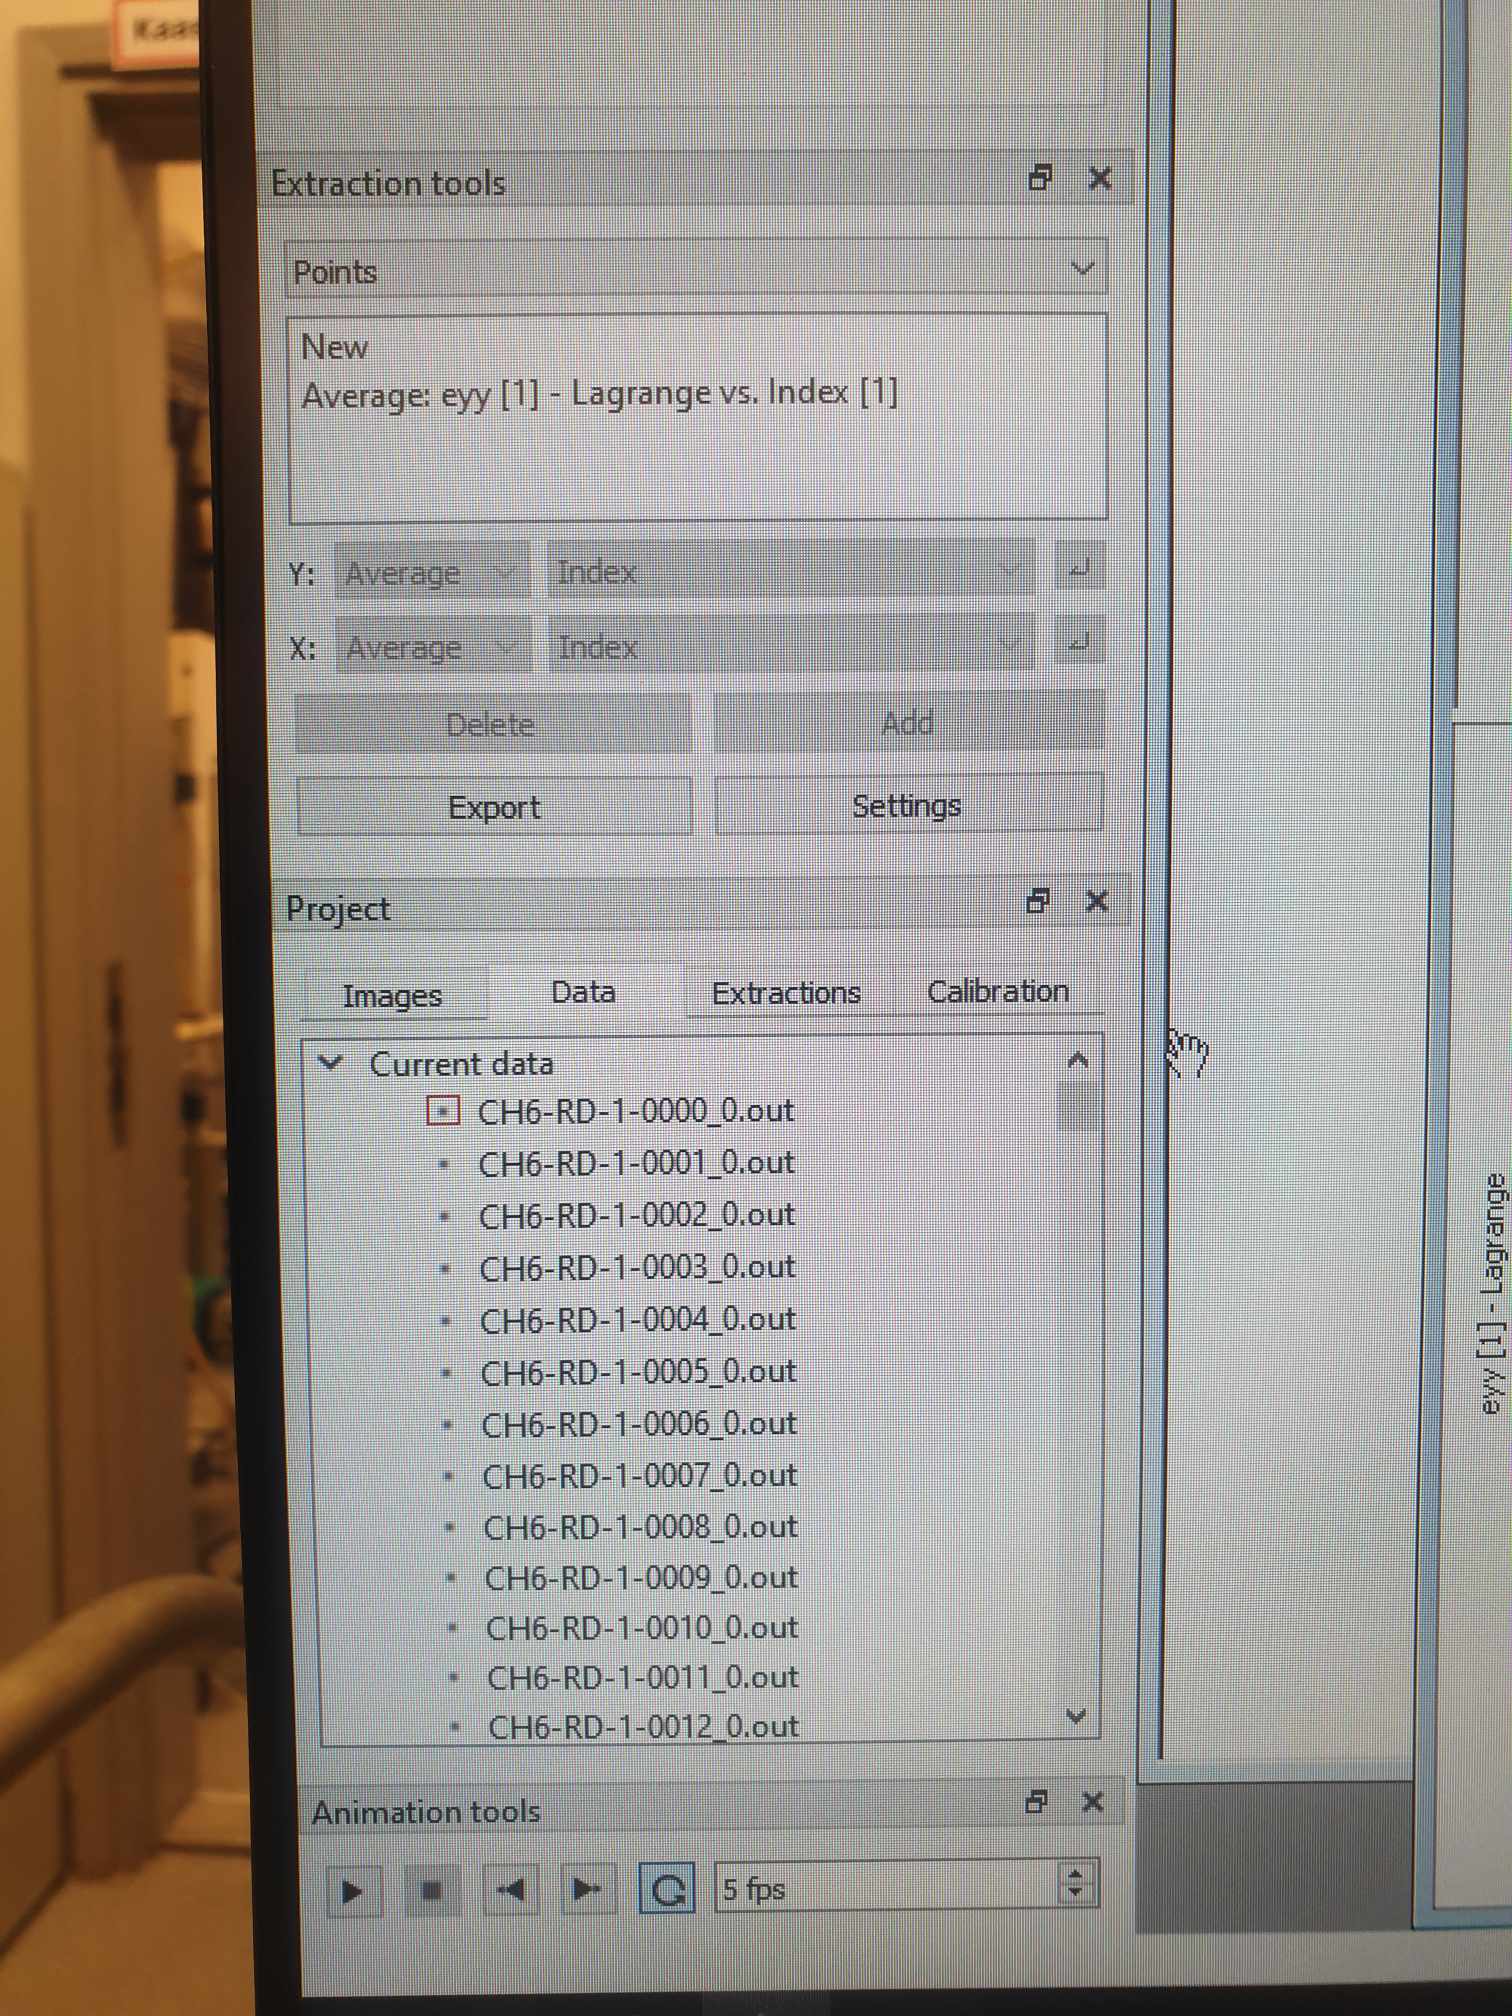 Extraction tools
Points
New
Average: eyy [1] - Lagrange vs. Index [1]
Y: Average Index
X: Average Index
Delete Add
Export Settings
Project
Images Data Extractions Calibration
Current data
CH6-RD-1-0000_0.out
CH6-RD-1-0001_0.out
CH6-RD-1-0002_0.out
CH6-RD-1-0003_0.out
CH6-RD-1-0004_0.out
CH6-RD-1-0005_0.out
CH6-RD-1-0006_0.out
CH6-RD-1-0007_0.out
CH6-RD-1-0008_0.out
CH6-RD-1-0009_0.out
CH6-RD-1-0010_0.out
CH6-RD-1-0011_0.out
CH6-RD-1-0012_0.out
Animation tools
5 fps
eyy [1] - Lagrange